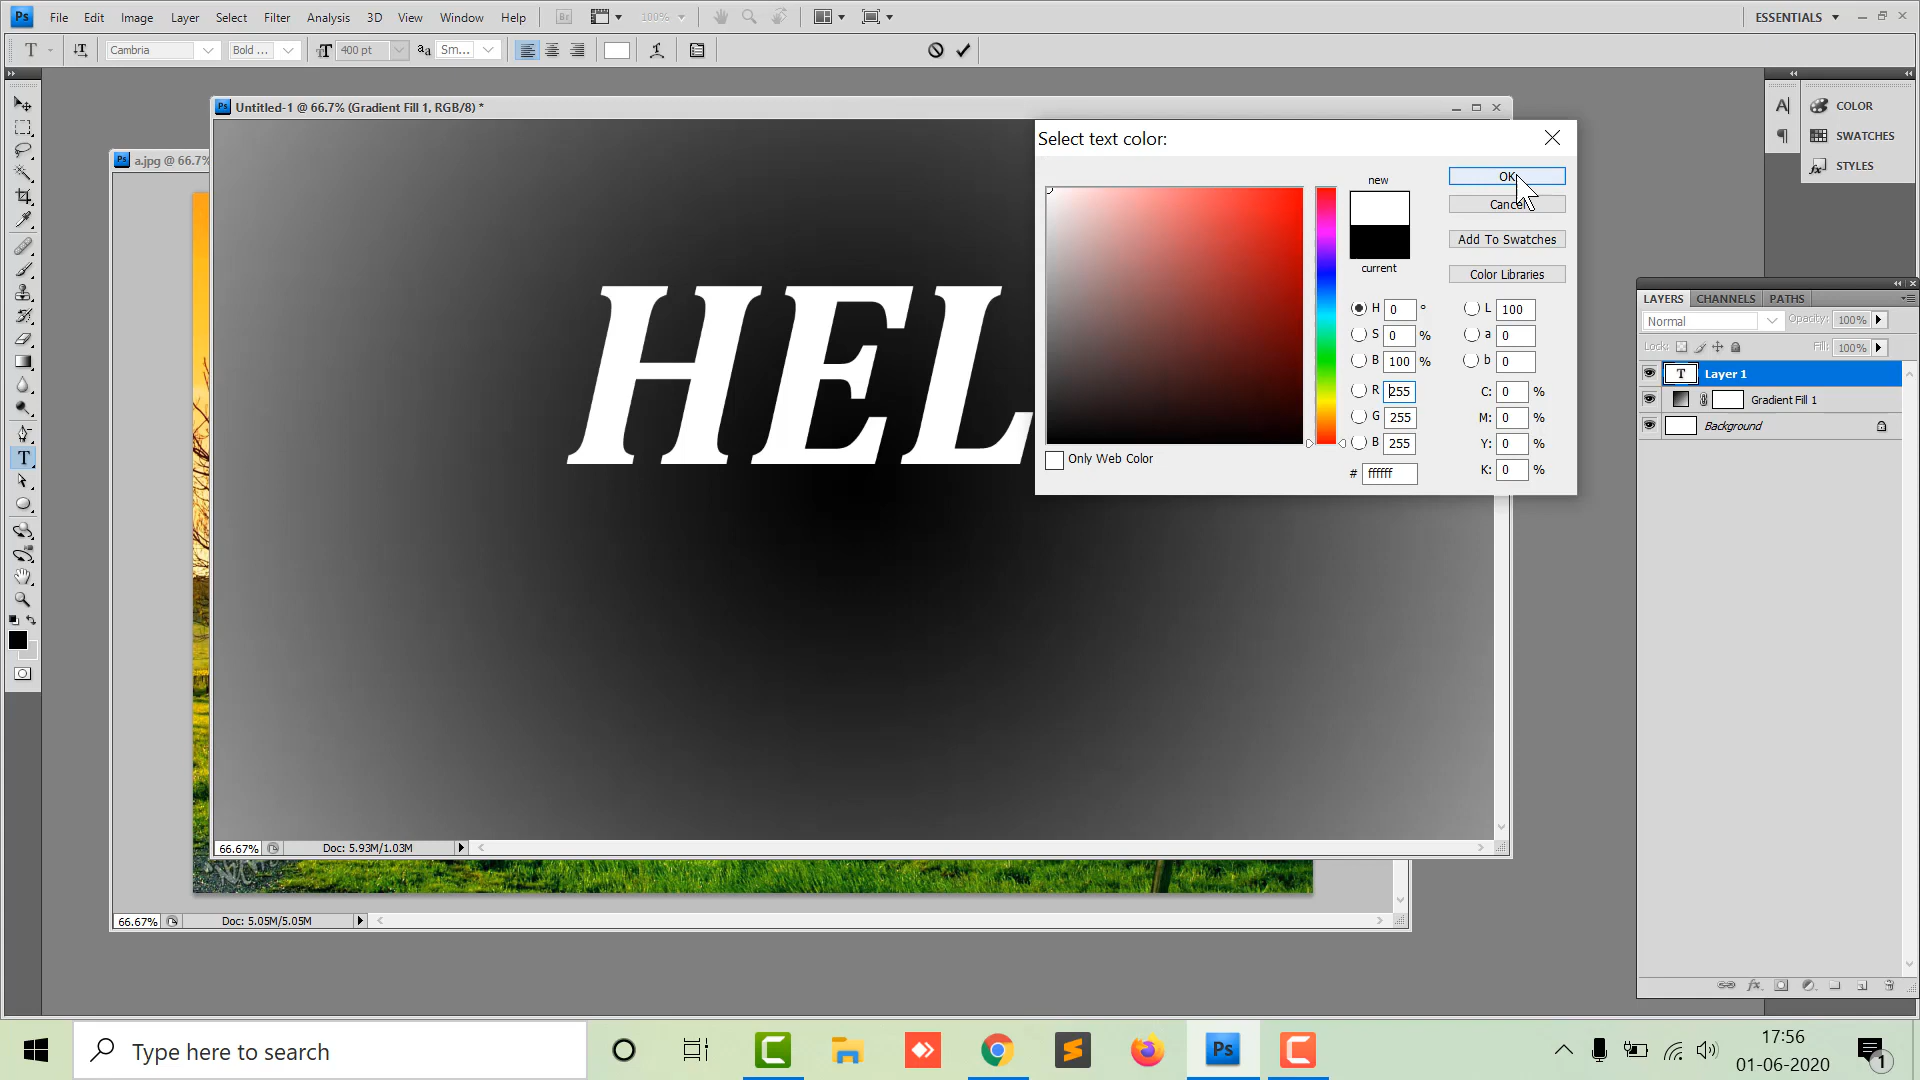 Ps File Edit Image Layer Select Filter Analysis 3D View Window Help Br 100% ESSENTIALS
T Cambria Bold ... 400 pt Sm...
Untitled-1 @ 66.7% (Gradient Fill 1, RGB/8) *
a.jpg @ 66.7%
HEL
Select text color:
new
current
OK
Cancel
Add To Swatches
Color Libraries
H 0 °
S 0 %
B 100 %
R 255
G 255
B 255
# ffffff
L 100
a 0
b 0
C: 0 %
M: 0 %
Y: 0 %
K: 0 %
Only Web Color
COLOR
SWATCHES
STYLES
LAYERS CHANNELS PATHS
Normal Opacity: 100%
Lock: Fill: 100%
T Layer 1
Gradient Fill 1
Background
66.67% Doc: 5.93M/1.03M
66.67% Doc: 5.05M/5.05M
Type here to search
Ps
17:56
01-06-2020
1